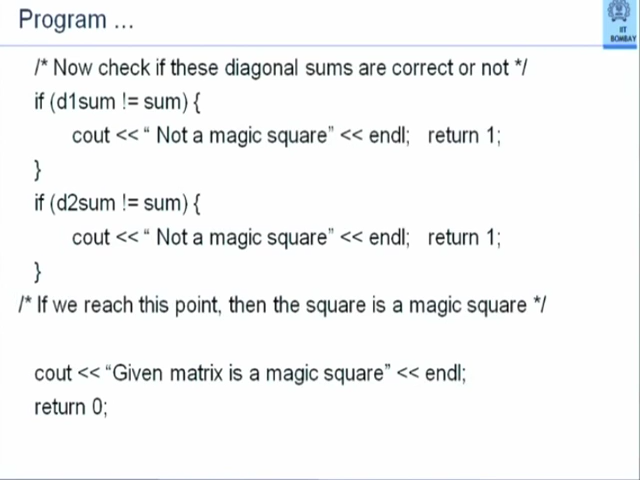 Program ...
IIT
BOMBAY
/* Now check if these diagonal sums are correct or not */
if (d1sum != sum) {
cout << “ Not a magic square” << endl;   return 1;
}
if (d2sum != sum) {
cout << “ Not a magic square” << endl;   return 1;
}
/* If we reach this point, then the square is a magic square */
cout << “Given matrix is a magic square” << endl;
return 0;